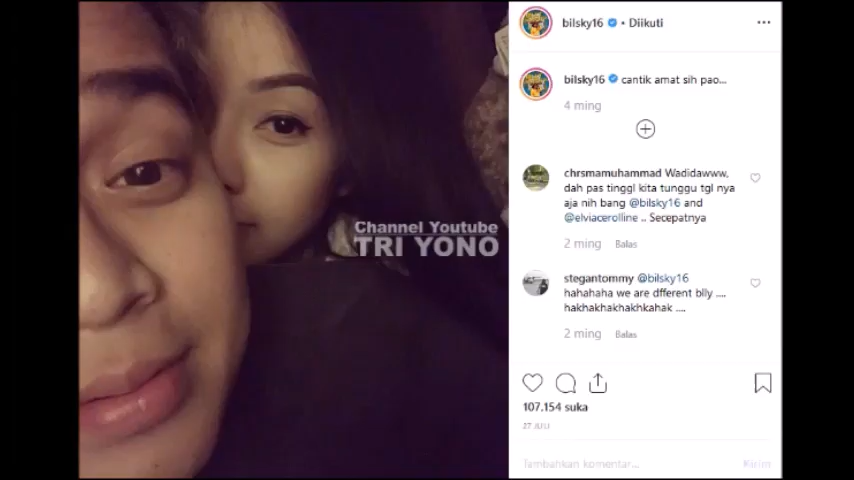 bilsky16 • Diikuti
bilsky16 cantik amat sih pao...
4 ming
chrsmamuhammad Wadidawww,
dah pas tinggl kita tunggu tgl nya
aja nih bang @bilsky16 and
@elviacerolline .. Secepatnya
2 ming Balas
stegantommy @bilsky16
hahahaha we are dfferent blly ....
hakhakhakhakhkahak ....
2 ming Balas
107.154 suka
27 JULI
Tambahkan komentar... Kirim
Channel Youtube
TRI YONO